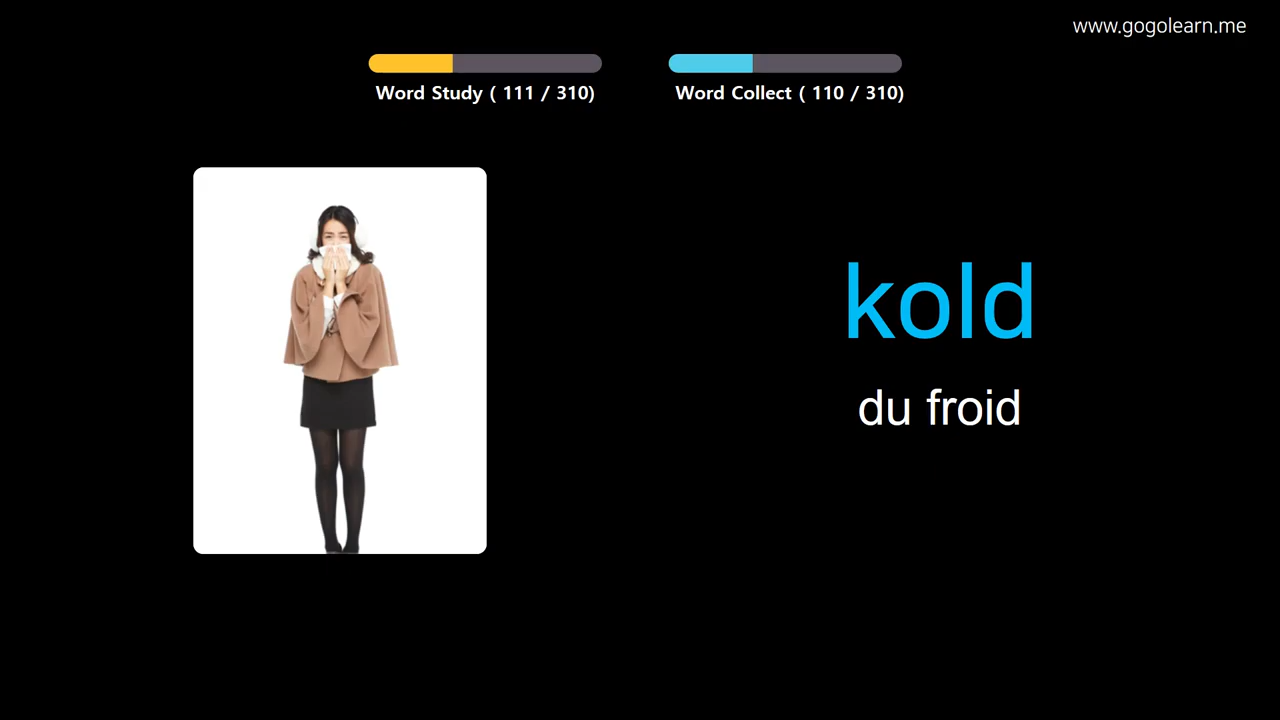 www.gogolearn.me
Word Study ( 111 / 310)
Word Collect ( 110 / 310)
kold
du froid